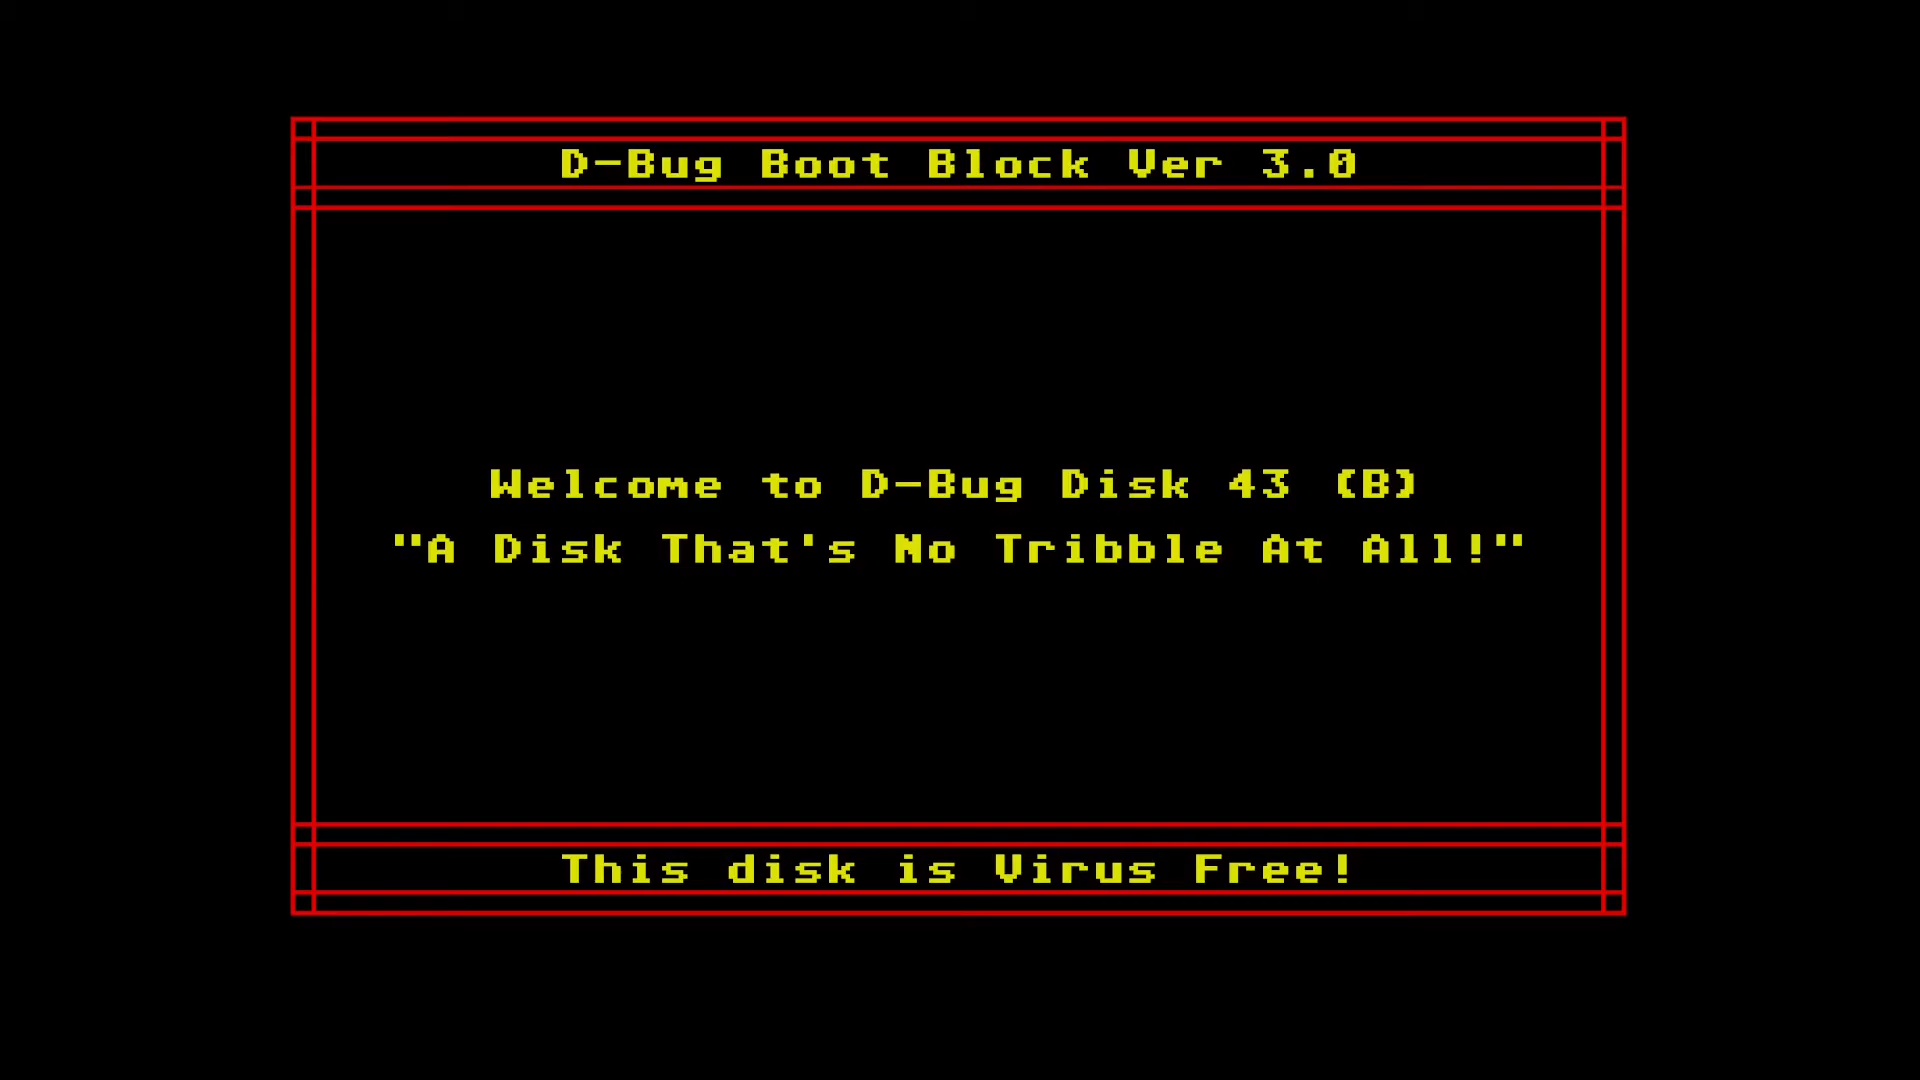 D-Bug Boot Block Ver 3.0
Welcome to D-Bug Disk 43 (B)
"A Disk That's No Tribble At All!"
This disk is Virus Free!